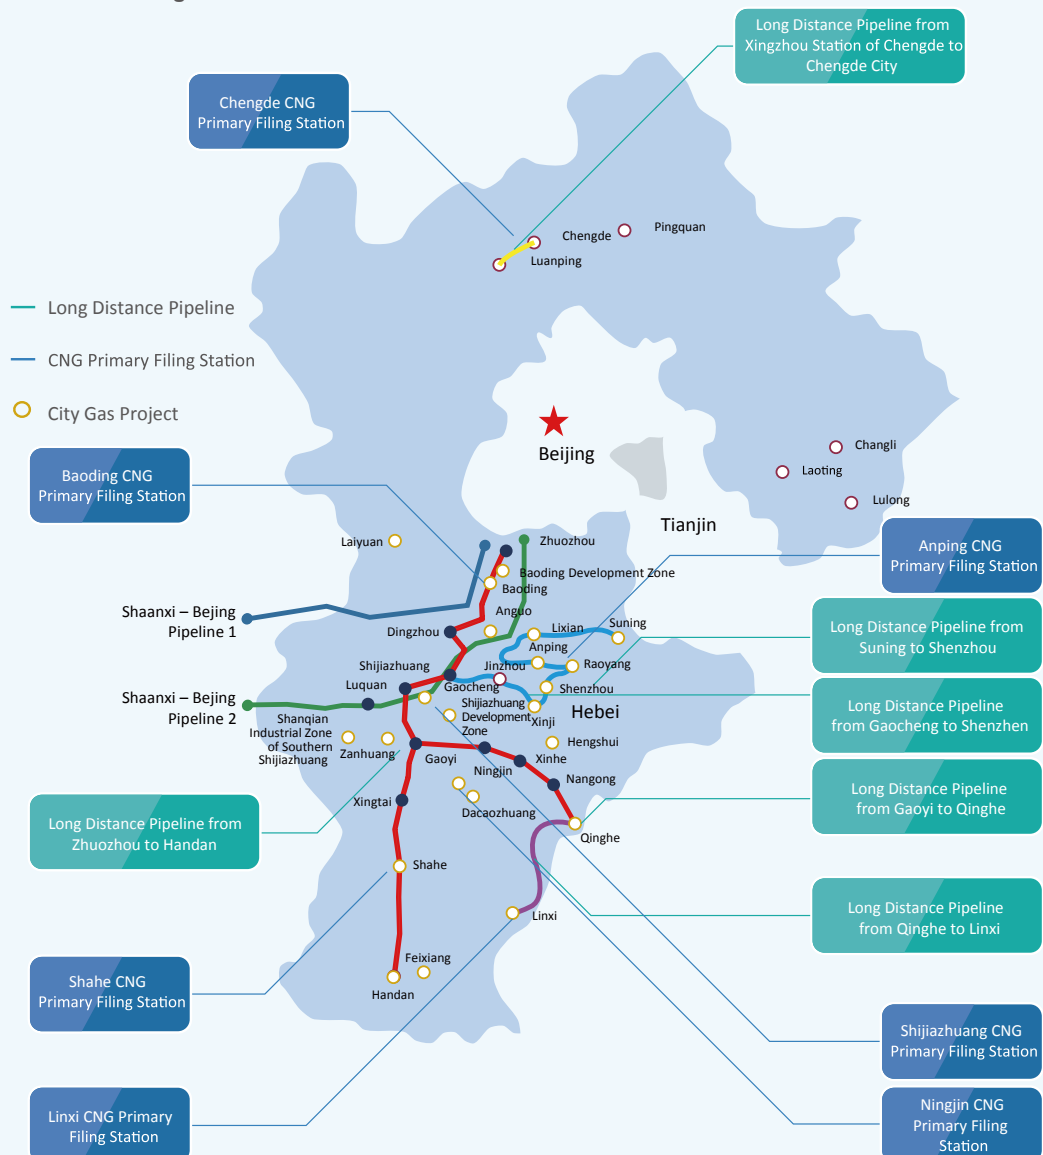 Long Distance Pipeline from
Xingzhou Station of Chengde to
Chengde City
Chengde CNG
Primary Filing Station
Pingquan
Chengde
Luanping
Long Distance Pipeline
CNG Primary Filing Station
City Gas Project
Beijing
Changli
Laoting
Lulong
Baoding CNG
Primary Filing Station
Tianjin
Anping CNG
Primary Filing Station
Laiyuan
Zhuozhou
Baoding Development Zone
Baoding
Shaanxi – Bejing
Pipeline 1
Anguo
Dingzhou
Lixian
Suning
Anping
Long Distance Pipeline from
Suning to Shenzhou
Shijiazhuang
Jinzhou
Raoyang
Luquan
Gaocheng
Shenzhou
Shaanxi – Bejing
Pipeline 2
Shijiazhuang
Development
Zone
Xinji
Hebei
Long Distance Pipeline
from Gaocheng to Shenzhen
Shanqian
Industrial Zone
of Southern
Shijiazhuang
Zanhuang
Gaoyi
Hengshui
Ningjin
Xinhe
Nangong
Long Distance Pipeline
from Gaoyi to Qinghe
Xingtai
Dacaozhuang
Long Distance Pipeline from
Zhuozhou to Handan
Qinghe
Shahe
Long Distance Pipeline
from Qinghe to Linxi
Linxi
Feixiang
Handan
Shahe CNG
Primary Filing Station
Shijiazhuang CNG
Primary Filing Station
Linxi CNG Primary
Filing Station
Ningjin CNG
Primary Filing
Station